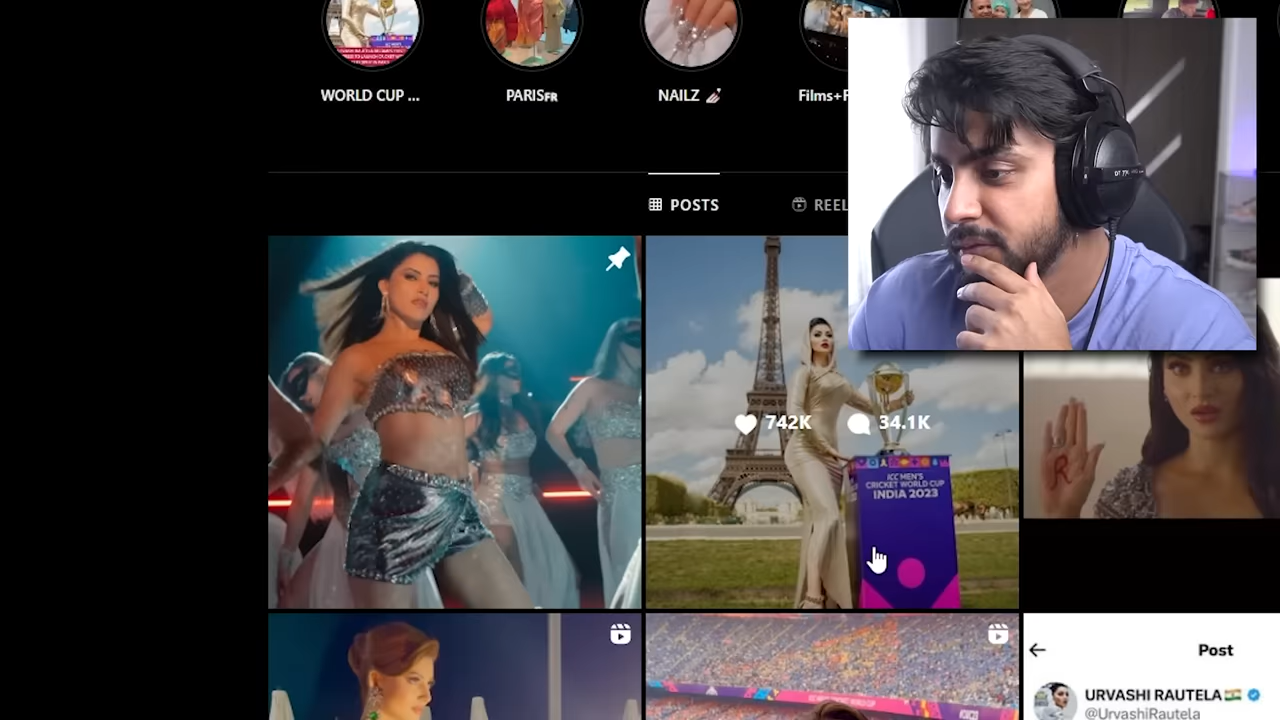 WORLD CUP ...
PARIS🇫🇷
NAILZ 💅🏻
Films+F
POSTS
REEL
742K
34.1K
ICC MEN'S
CRICKET WORLD CUP
INDIA 2023
R
Post
URVASHI RAUTELA🇮🇳
@UrvashiRautela